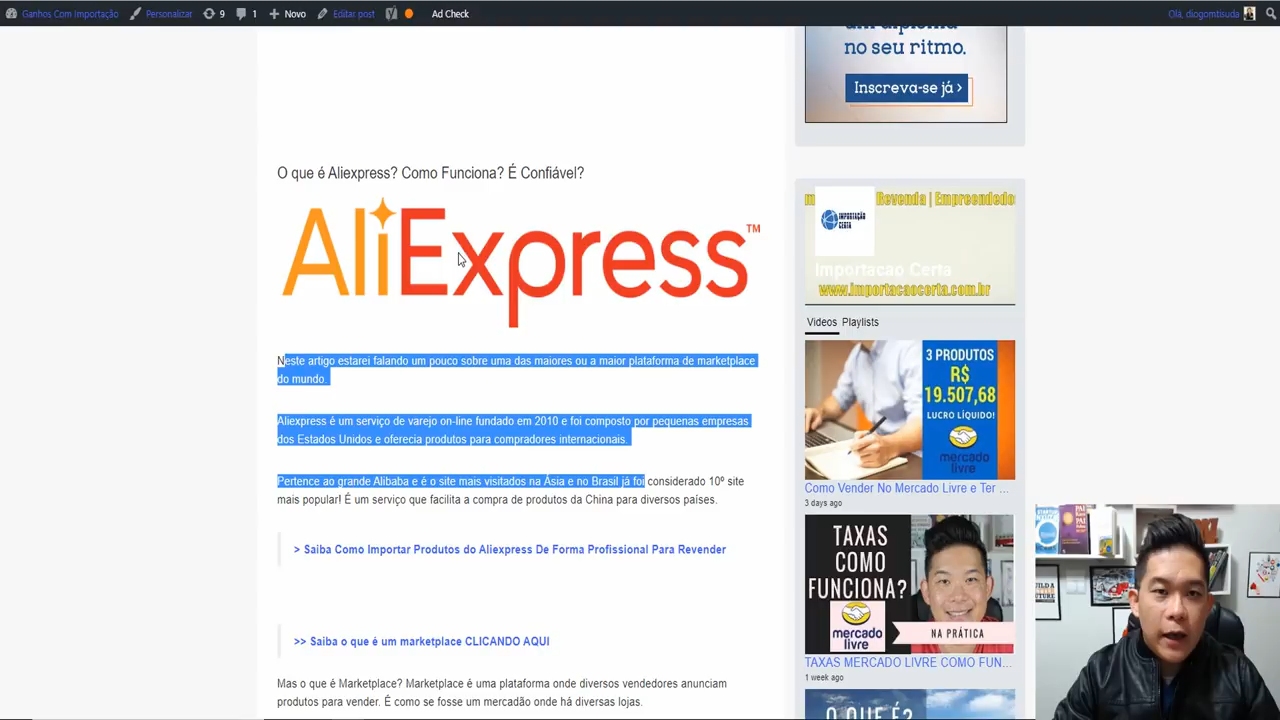 Ganhos Com Importação Personalizar 9 1 Novo Editar post Ad Check Olá, diogomtisuda
um diploma
no seu ritmo.
Inscreva-se já >
O que é Aliexpress? Como Funciona? É Confiável?
AliExpress™
Neste artigo estarei falando um pouco sobre uma das maiores ou a maior plataforma de marketplace
do mundo.
Aliexpress é um serviço de varejo on-line fundado em 2010 e foi composto por pequenas empresas
dos Estados Unidos e oferecia produtos para compradores internacionais.
Pertence ao grande Alibaba e é o site mais visitados na Ásia e no Brasil já foi considerado 10º site
mais popular! É um serviço que facilita a compra de produtos da China para diversos países.
> Saiba Como Importar Produtos do Aliexpress De Forma Profissional Para Revender
>> Saiba o que é um marketplace CLICANDO AQUI
Mas o que é Marketplace? Marketplace é uma plataforma onde diversos vendedores anunciam
produtos para vender. É como se fosse um mercadão onde há diversas lojas.
Revenda | Empreendedo
IMPORTAÇÃO
CERTA
Importacao Certa
www.importacaocerta.com.br
Videos Playlists
3 PRODUTOS
R$
19.507,68
LUCRO LÍQUIDO!
mercado
livre
Como Vender No Mercado Livre e Ter ...
3 days ago
TAXAS
COMO
FUNCIONA?
mercado
livre
NA PRÁTICA
TAXAS MERCADO LIVRE COMO FUN...
1 week ago
O QUE É?